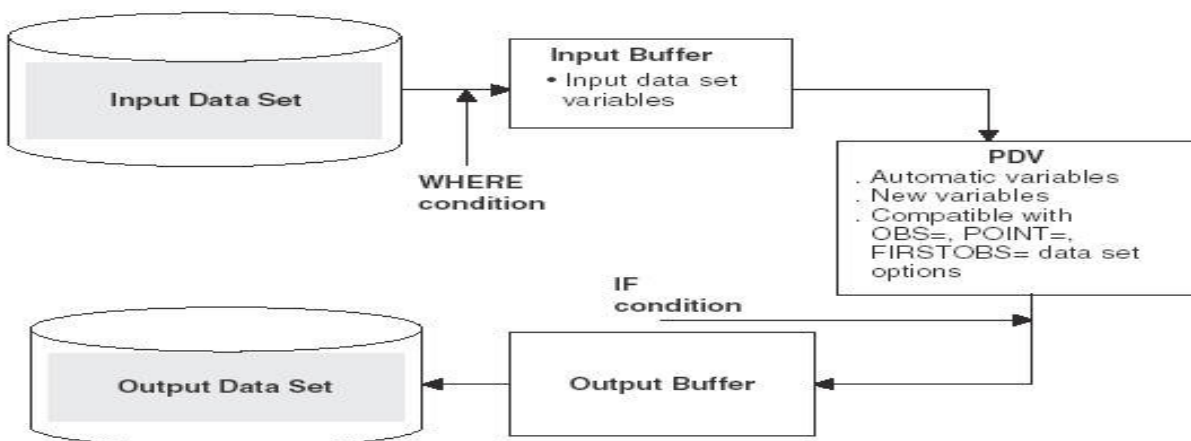 Input Data Set
Input Buffer
• Input data set
variables
WHERE
condition
PDV
. Automatic variables
. New variables
. Compatible with
OBS=, POINT=,
FIRSTOBS= data set
options
IF
condition
Output Data Set
Output Buffer